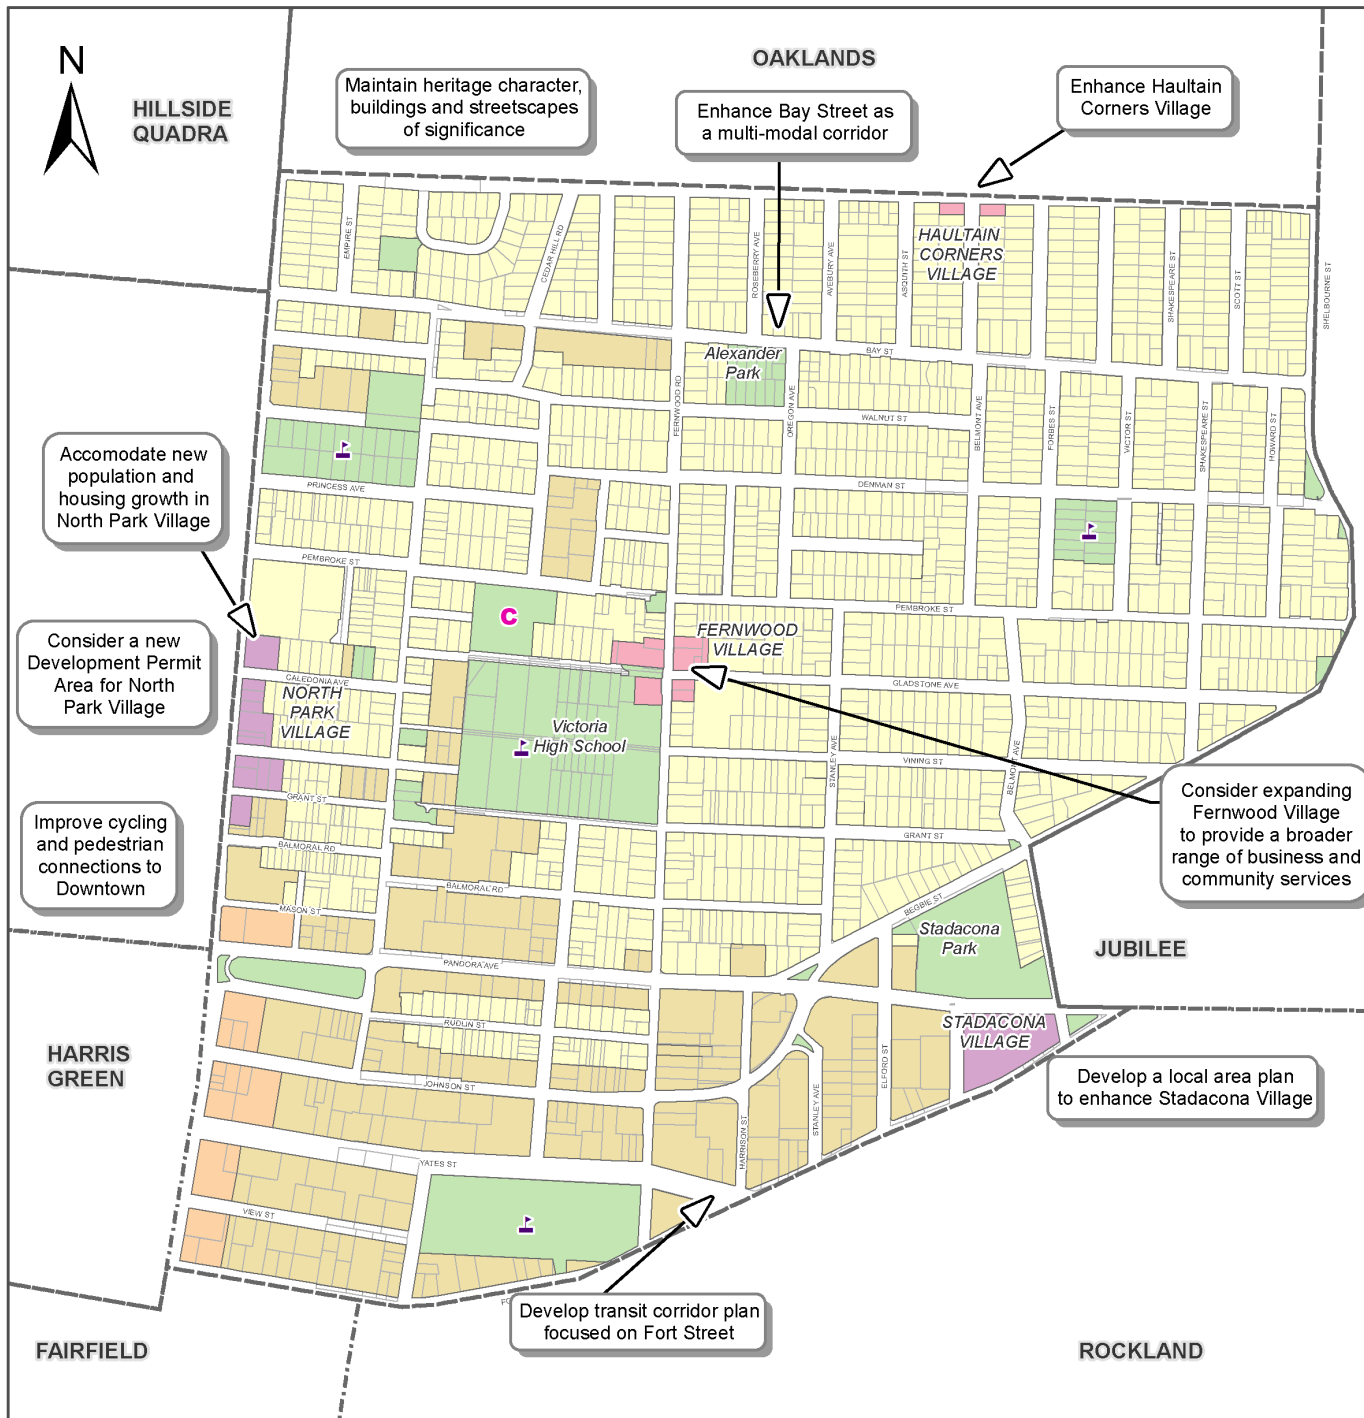 N
HILLSIDE
QUADRA
OAKLANDS
Maintain heritage character,
buildings and streetscapes
of significance
Enhance Bay Street as
a multi-modal corridor
Enhance Haultain
Corners Village
EMPIRE ST
CEDAR HILL RD
ROSEBERRY AVE
AVEBURY AVE
ASQUITH ST
HAULTAIN
CORNERS
VILLAGE
SHAKESPEARE ST
SCOTT ST
SHELBOURNE ST
Alexander
Park
BAY ST
FERNWOOD RD
OREGON AVE
WALNUT ST
BELMONT AVE
FORBES ST
VICTOR ST
SHAKESPEARE ST
HOWARD ST
Accomodate new
population and
housing growth in
North Park Village
PRINCESS AVE
DENMAN ST
PEMBROKE ST
C
PEMBROKE ST
Consider a new
Development Permit
Area for North
Park Village
FERNWOOD
VILLAGE
CALEDONIA AVE
GLADSTONE AVE
NORTH
PARK
VILLAGE
Victoria
High School
STANLEY AVE
BELMONT AVE
VINING ST
Consider expanding
Fernwood Village
to provide a broader
range of business and
community services
GRANT ST
Improve cycling
and pedestrian
connections to
Downtown
GRANT ST
BALMORAL RD
BALMORAL RD
MASON ST
BEGBIE ST
Stadacona
Park
JUBILEE
PANDORA AVE
RUDLIN ST
STADACONA
VILLAGE
HARRIS
GREEN
JOHNSON ST
ELFORD ST
STANLEY AVE
HARRISON ST
Develop a local area plan
to enhance Stadacona Village
YATES ST
VIEW ST
Develop transit corridor plan
focused on Fort Street
FAIRFIELD
ROCKLAND